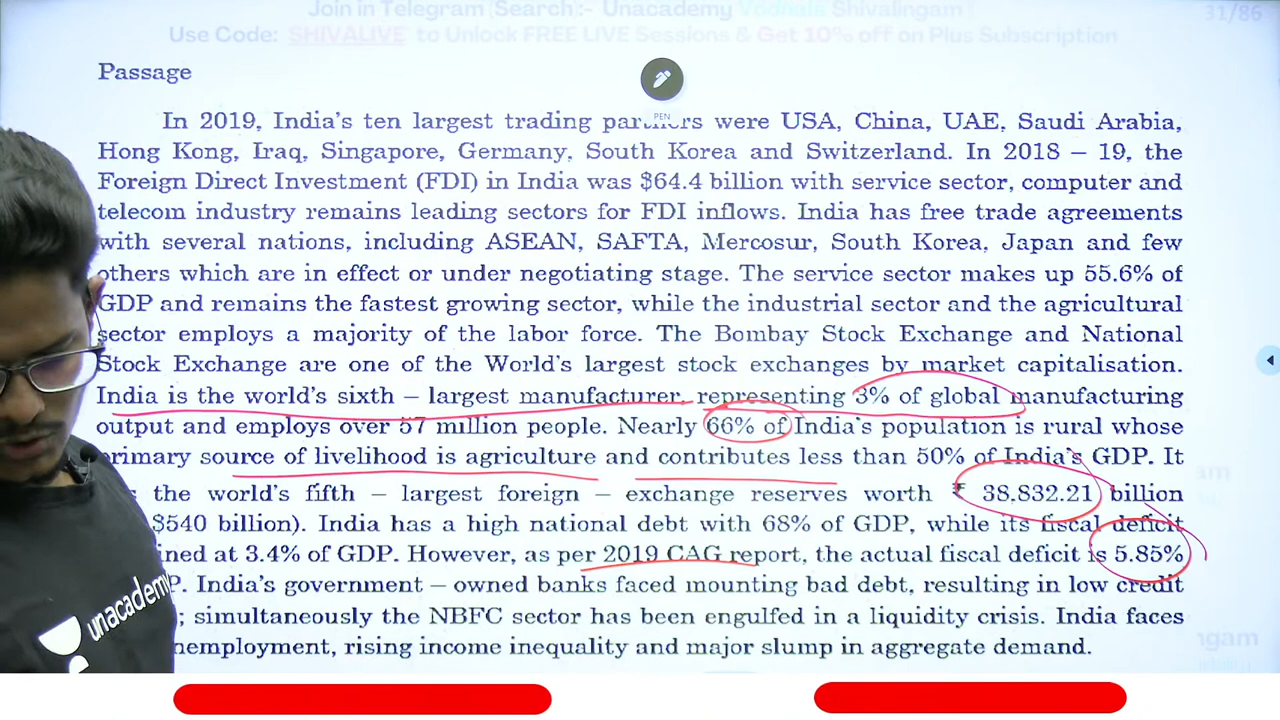 Join in Telegram (Search):- Unacademy Vodnala Shivalingam
31/86
Use Code: SHIVALIVE to Unlock FREE LIVE Sessions & Get 10% off on Plus Subscription
Passage
PEN
In 2019, India's ten largest trading partners were USA, China, UAE, Saudi Arabia,
Hong Kong, Iraq, Singapore, Germany, South Korea and Switzerland. In 2018 – 19, the
Foreign Direct Investment (FDI) in India was $64.4 billion with service sector, computer and
telecom industry remains leading sectors for FDI inflows. India has free trade agreements
with several nations, including ASEAN, SAFTA, Mercosur, South Korea, Japan and few
others which are in effect or under negotiating stage. The service sector makes up 55.6% of
GDP and remains the fastest growing sector, while the industrial sector and the agricultural
sector employs a majority of the labor force. The Bombay Stock Exchange and National
Stock Exchange are one of the World's largest stock exchanges by market capitalisation.
India is the world's sixth – largest manufacturer, representing 3% of global manufacturing
output and employs over 57 million people. Nearly 66% of India's population is rural whose
primary source of livelihood is agriculture and contributes less than 50% of India's GDP. It
the world's fifth – largest foreign – exchange reserves worth ₹ 38.832.21 billion
$540 billion). India has a high national debt with 68% of GDP, while its fiscal deficit
ined at 3.4% of GDP. However, as per 2019 CAG report, the actual fiscal deficit is 5.85%
P. India's government – owned banks faced mounting bad debt, resulting in low credit
; simultaneously the NBFC sector has been engulfed in a liquidity crisis. India faces
nemployment, rising income inequality and major slump in aggregate demand.
unacademy